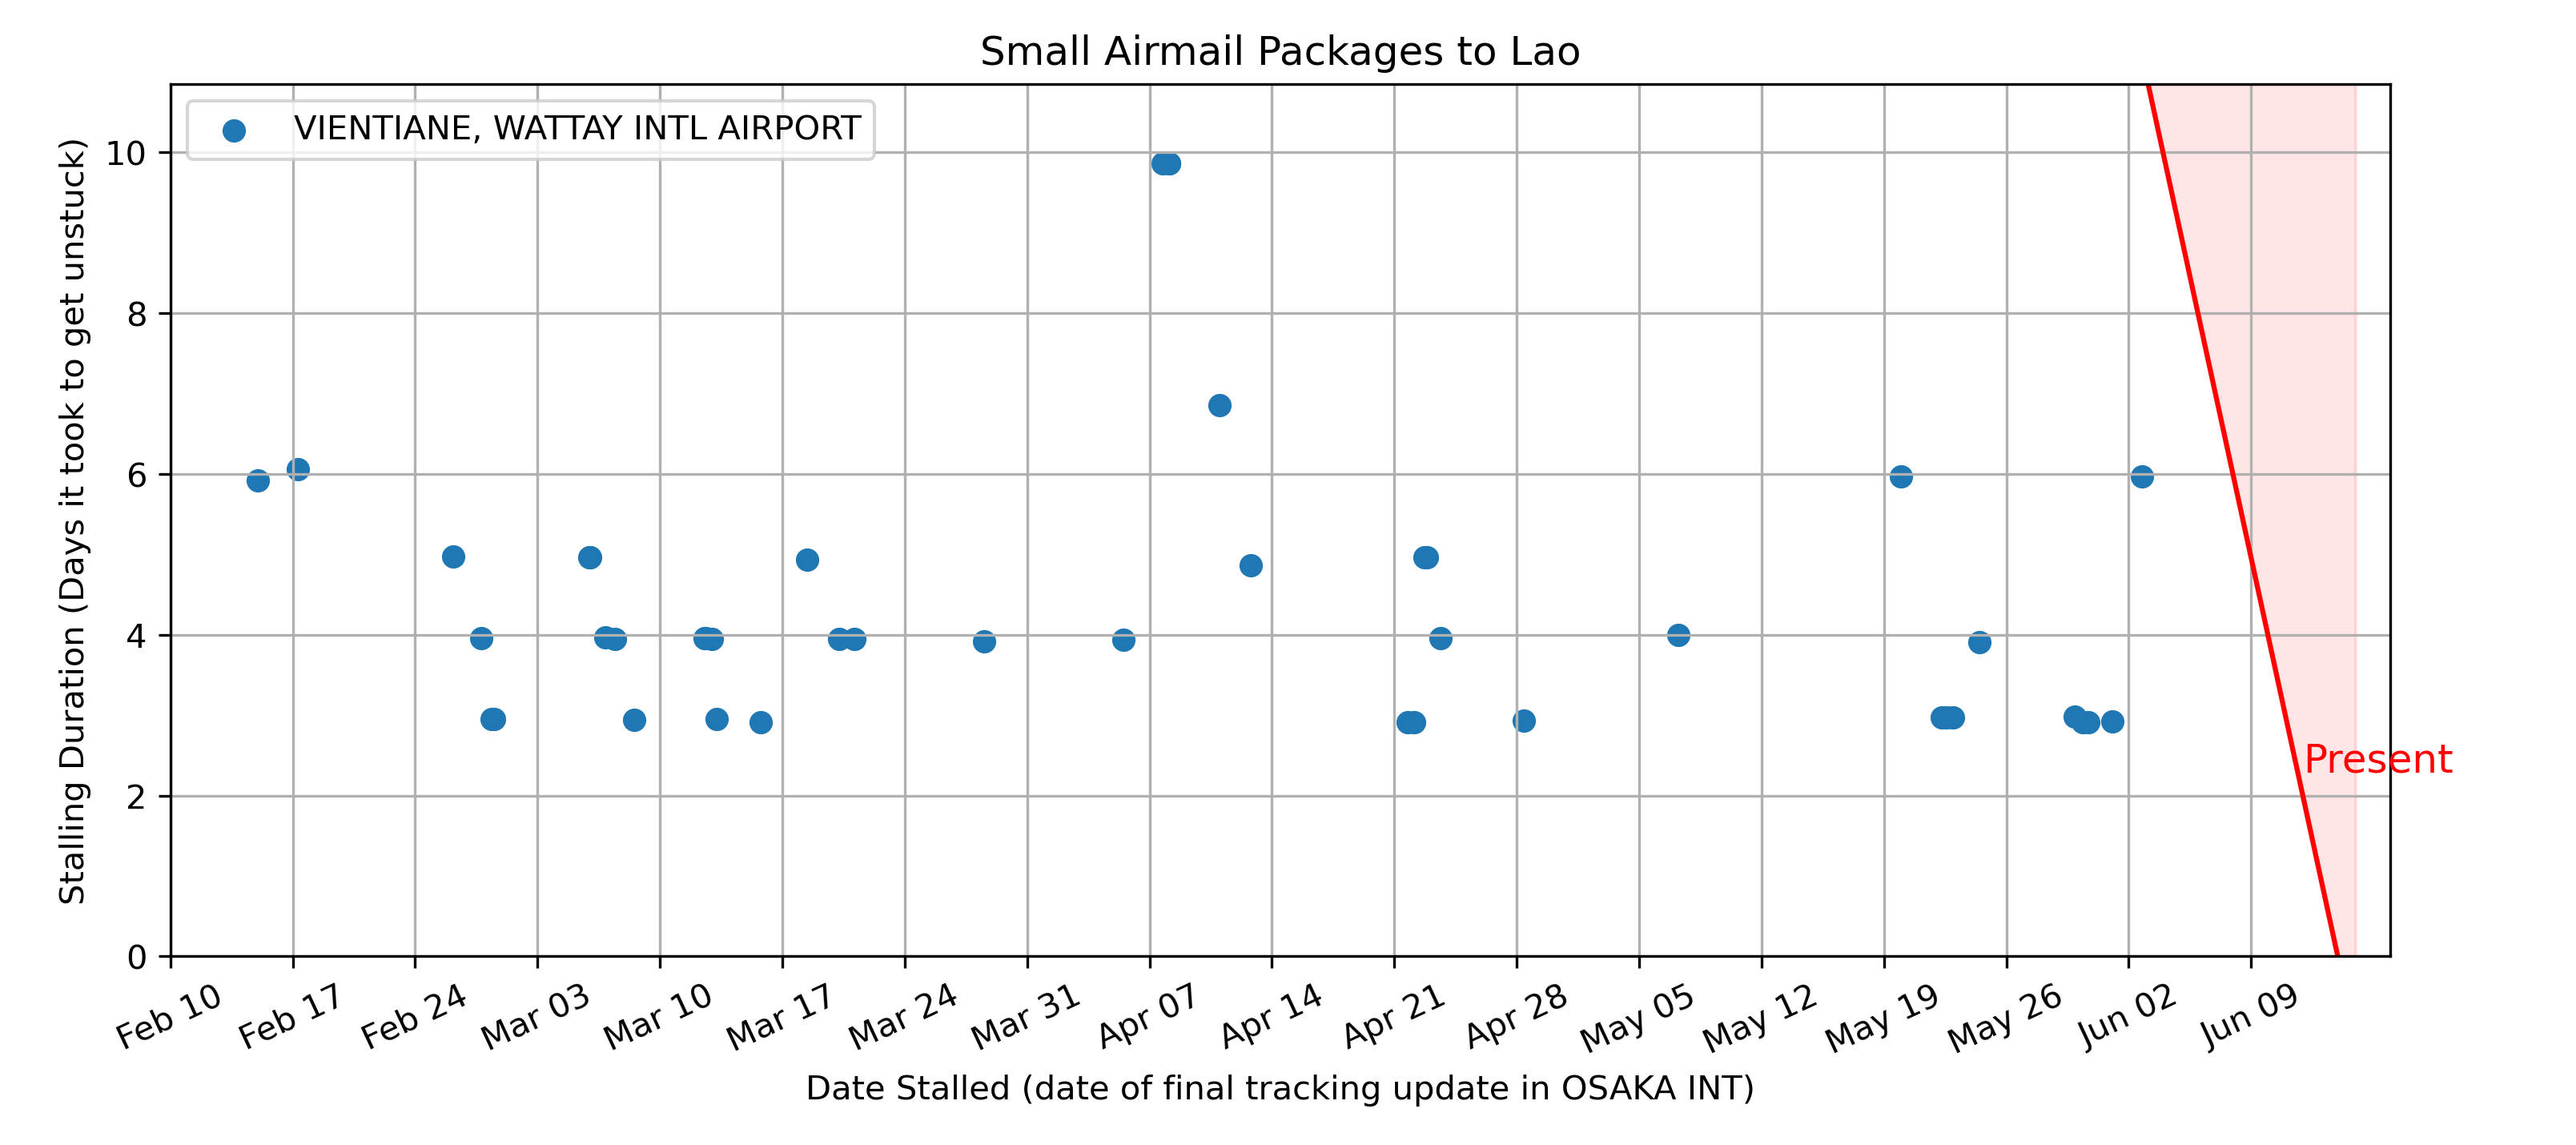 Small Airmail Packages to Lao
VIENTIANE, WATTAY INTL AIRPORT
Stalling Duration (Days it took to get unstuck)
10
8
6
4
2
0
Present
Feb 10
Feb 17
Feb 24
Mar 03
Mar 10
Mar 17
Mar 24
Mar 31
Apr 07
Apr 14
Apr 21
Apr 28
May 05
May 12
May 19
May 26
Jun 02
Jun 09
Date Stalled (date of final tracking update in OSAKA INT)